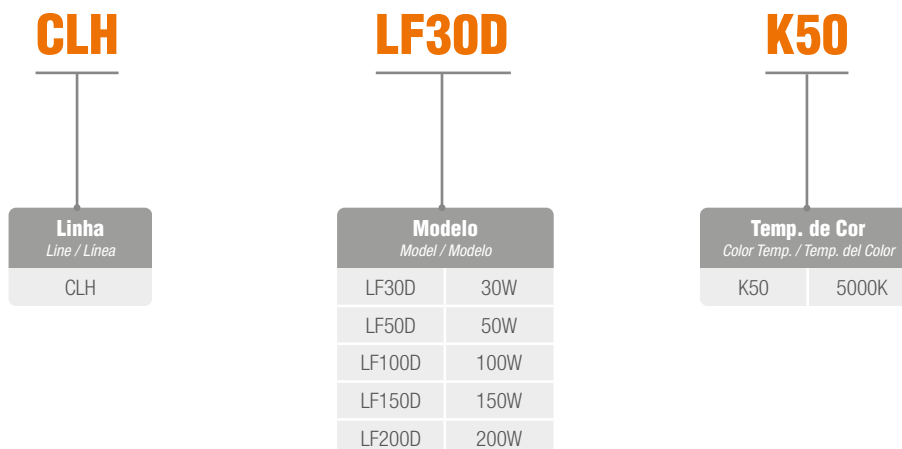 CLH LF30D K50
Linha
Line / Línea
CLH
Modelo
Model / Modelo
LF30D 30W
LF50D 50W
LF100D 100W
LF150D 150W
LF200D 200W
Temp. de Cor
Color Temp. / Temp. del Color
K50 5000K